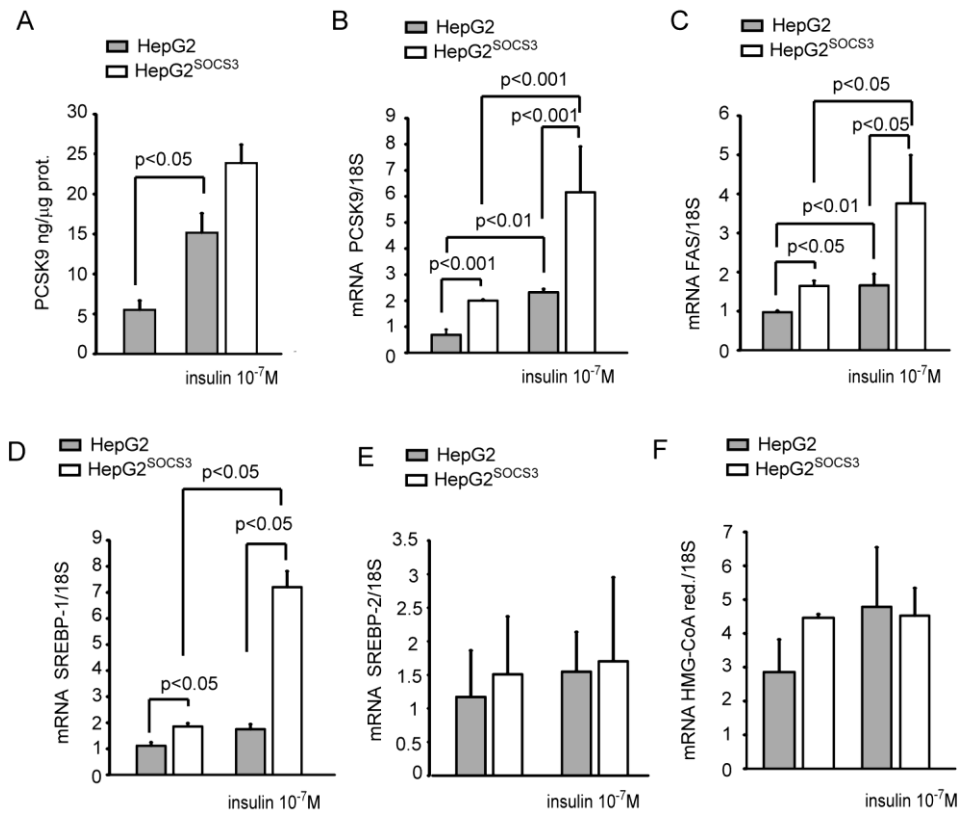 A
HepG2
HepG2SOCS3
PCSK9 ng/µg prot.
30
25
20
15
10
5
0
p<0.05
insulin 10-7M
B
HepG2
HepG2SOCS3
mRNA PCSK9/18S
9
8
7
6
5
4
3
2
1
0
p<0.001
p<0.001
p<0.01
p<0.001
insulin 10-7M
C
HepG2
HepG2SOCS3
mRNA FAS/18S
6
5
4
3
2
1
0
p<0.05
p<0.05
p<0.01
p<0.05
insulin 10-7M
D
HepG2
HepG2SOCS3
mRNA SREBP-1/18S
9
8
7
6
5
4
3
2
1
0
p<0.05
p<0.05
p<0.05
insulin 10-7M
E
HepG2
HepG2SOCS3
mRNA SREBP-2/18S
3.5
3
2.5
2
1.5
1
0.5
0
insulin 10-7M
F
HepG2
HepG2SOCS3
mRNA HMG-CoA red./18S
7
6
5
4
3
2
1
0
insulin 10-7M